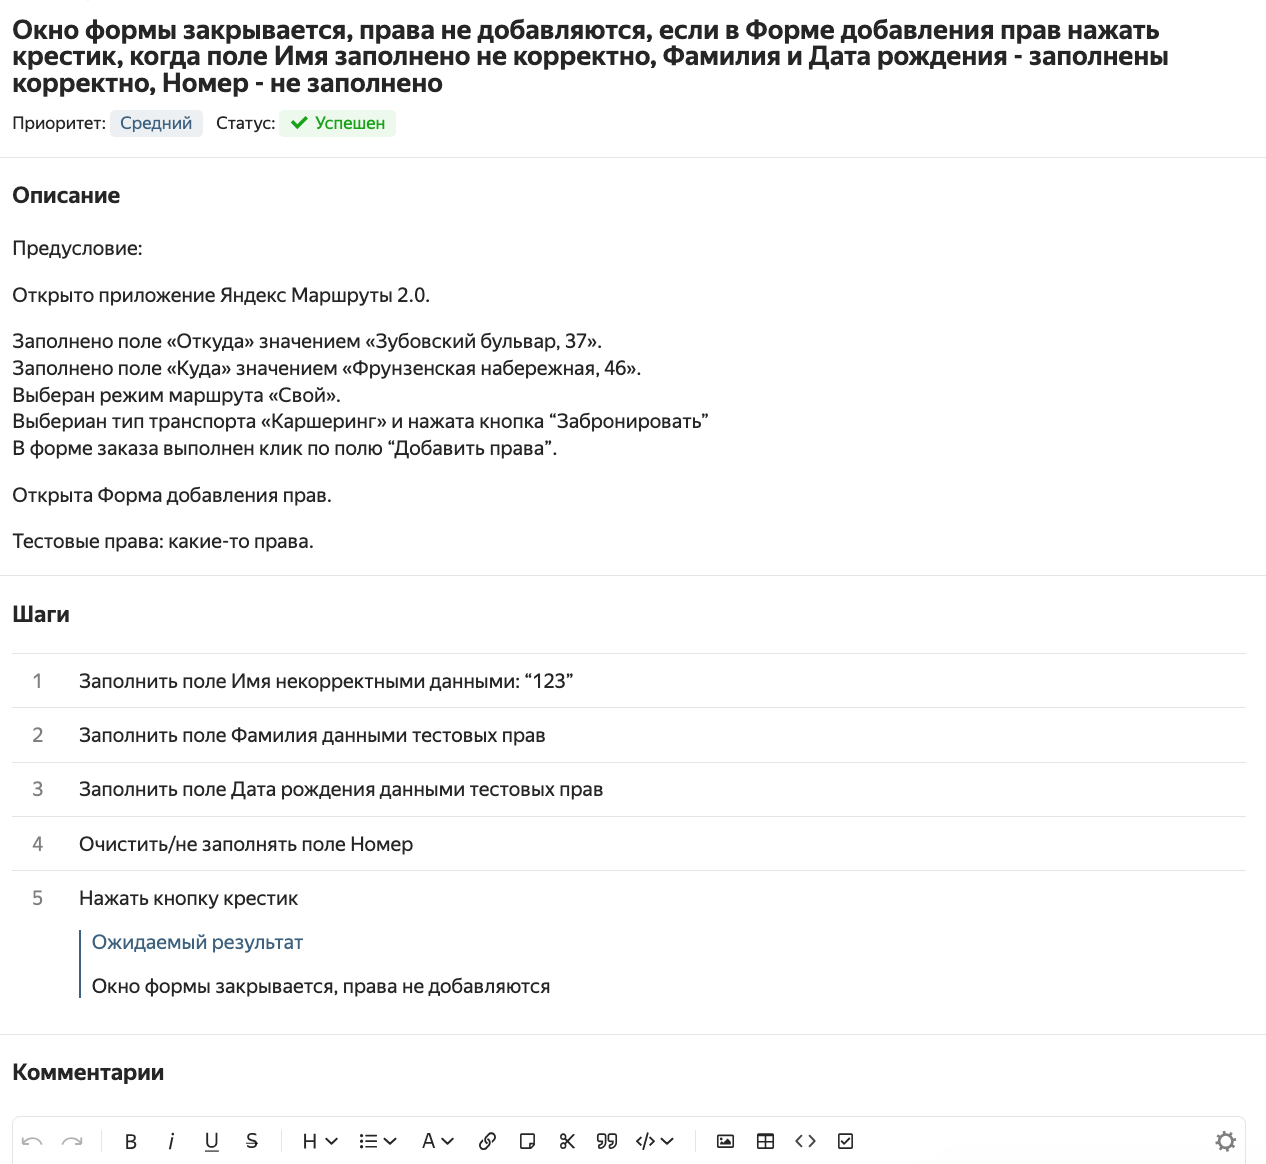 Окно формы закрывается, права не добавляются, если в Форме добавления прав нажать
крестик, когда поле Имя заполнено не корректно, Фамилия и Дата рождения - заполнены
корректно, Номер - не заполнено
Приоритет: Средний Статус: Успешен
Описание
Предусловие:
Открыто приложение Яндекс Маршруты 2.0.
Заполнено поле «Откуда» значением «Зубовский бульвар, 37».
Заполнено поле «Куда» значением «Фрунзенская набережная, 46».
Выберан режим маршрута «Свой».
Выбериан тип транспорта «Каршеринг» и нажата кнопка “Забронировать”
В форме заказа выполнен клик по полю “Добавить права”.
Открыта Форма добавления прав.
Тестовые права: какие-то права.
Шаги
1 Заполнить поле Имя некорректными данными: “123”
2 Заполнить поле Фамилия данными тестовых прав
3 Заполнить поле Дата рождения данными тестовых прав
4 Очистить/не заполнять поле Номер
5 Нажать кнопку крестик
Ожидаемый результат
Окно формы закрывается, права не добавляются
Комментарии
B i U S H A